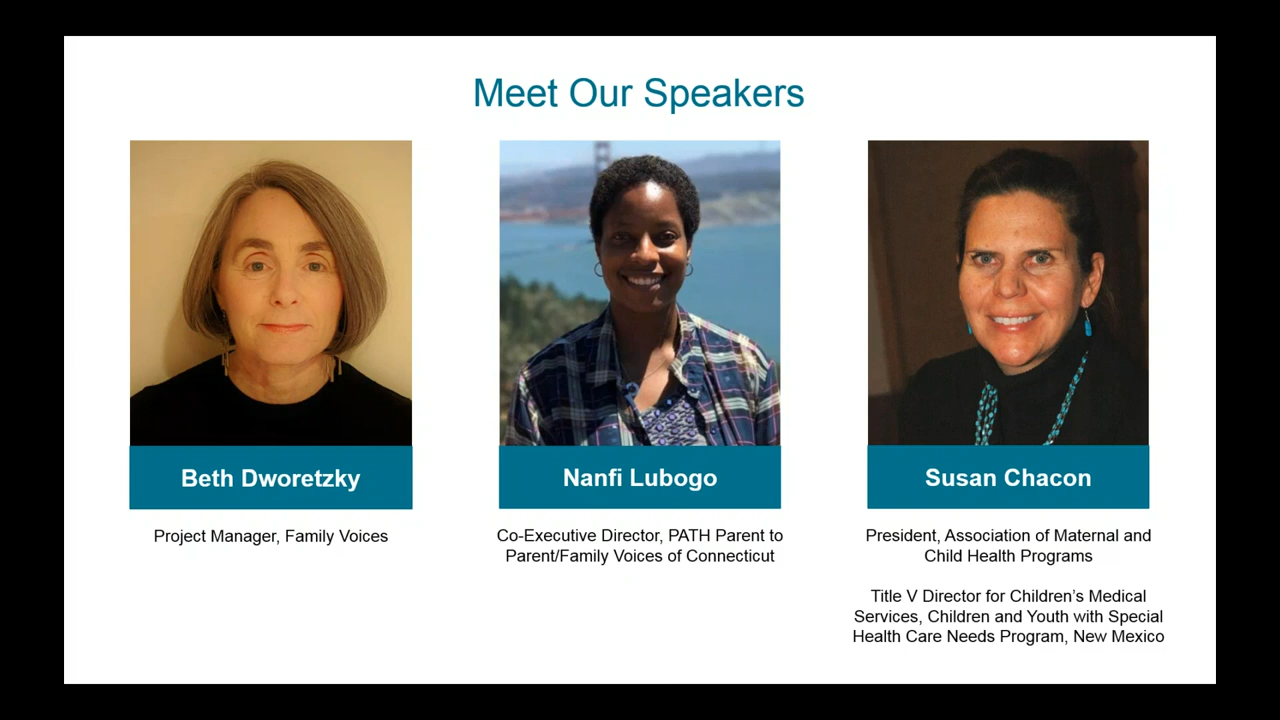 Meet Our Speakers
Beth Dworetzky
Project Manager, Family Voices
Nanfi Lubogo
Co-Executive Director, PATH Parent to
Parent/Family Voices of Connecticut
Susan Chacon
President, Association of Maternal and
Child Health Programs
Title V Director for Children’s Medical
Services, Children and Youth with Special
Health Care Needs Program, New Mexico